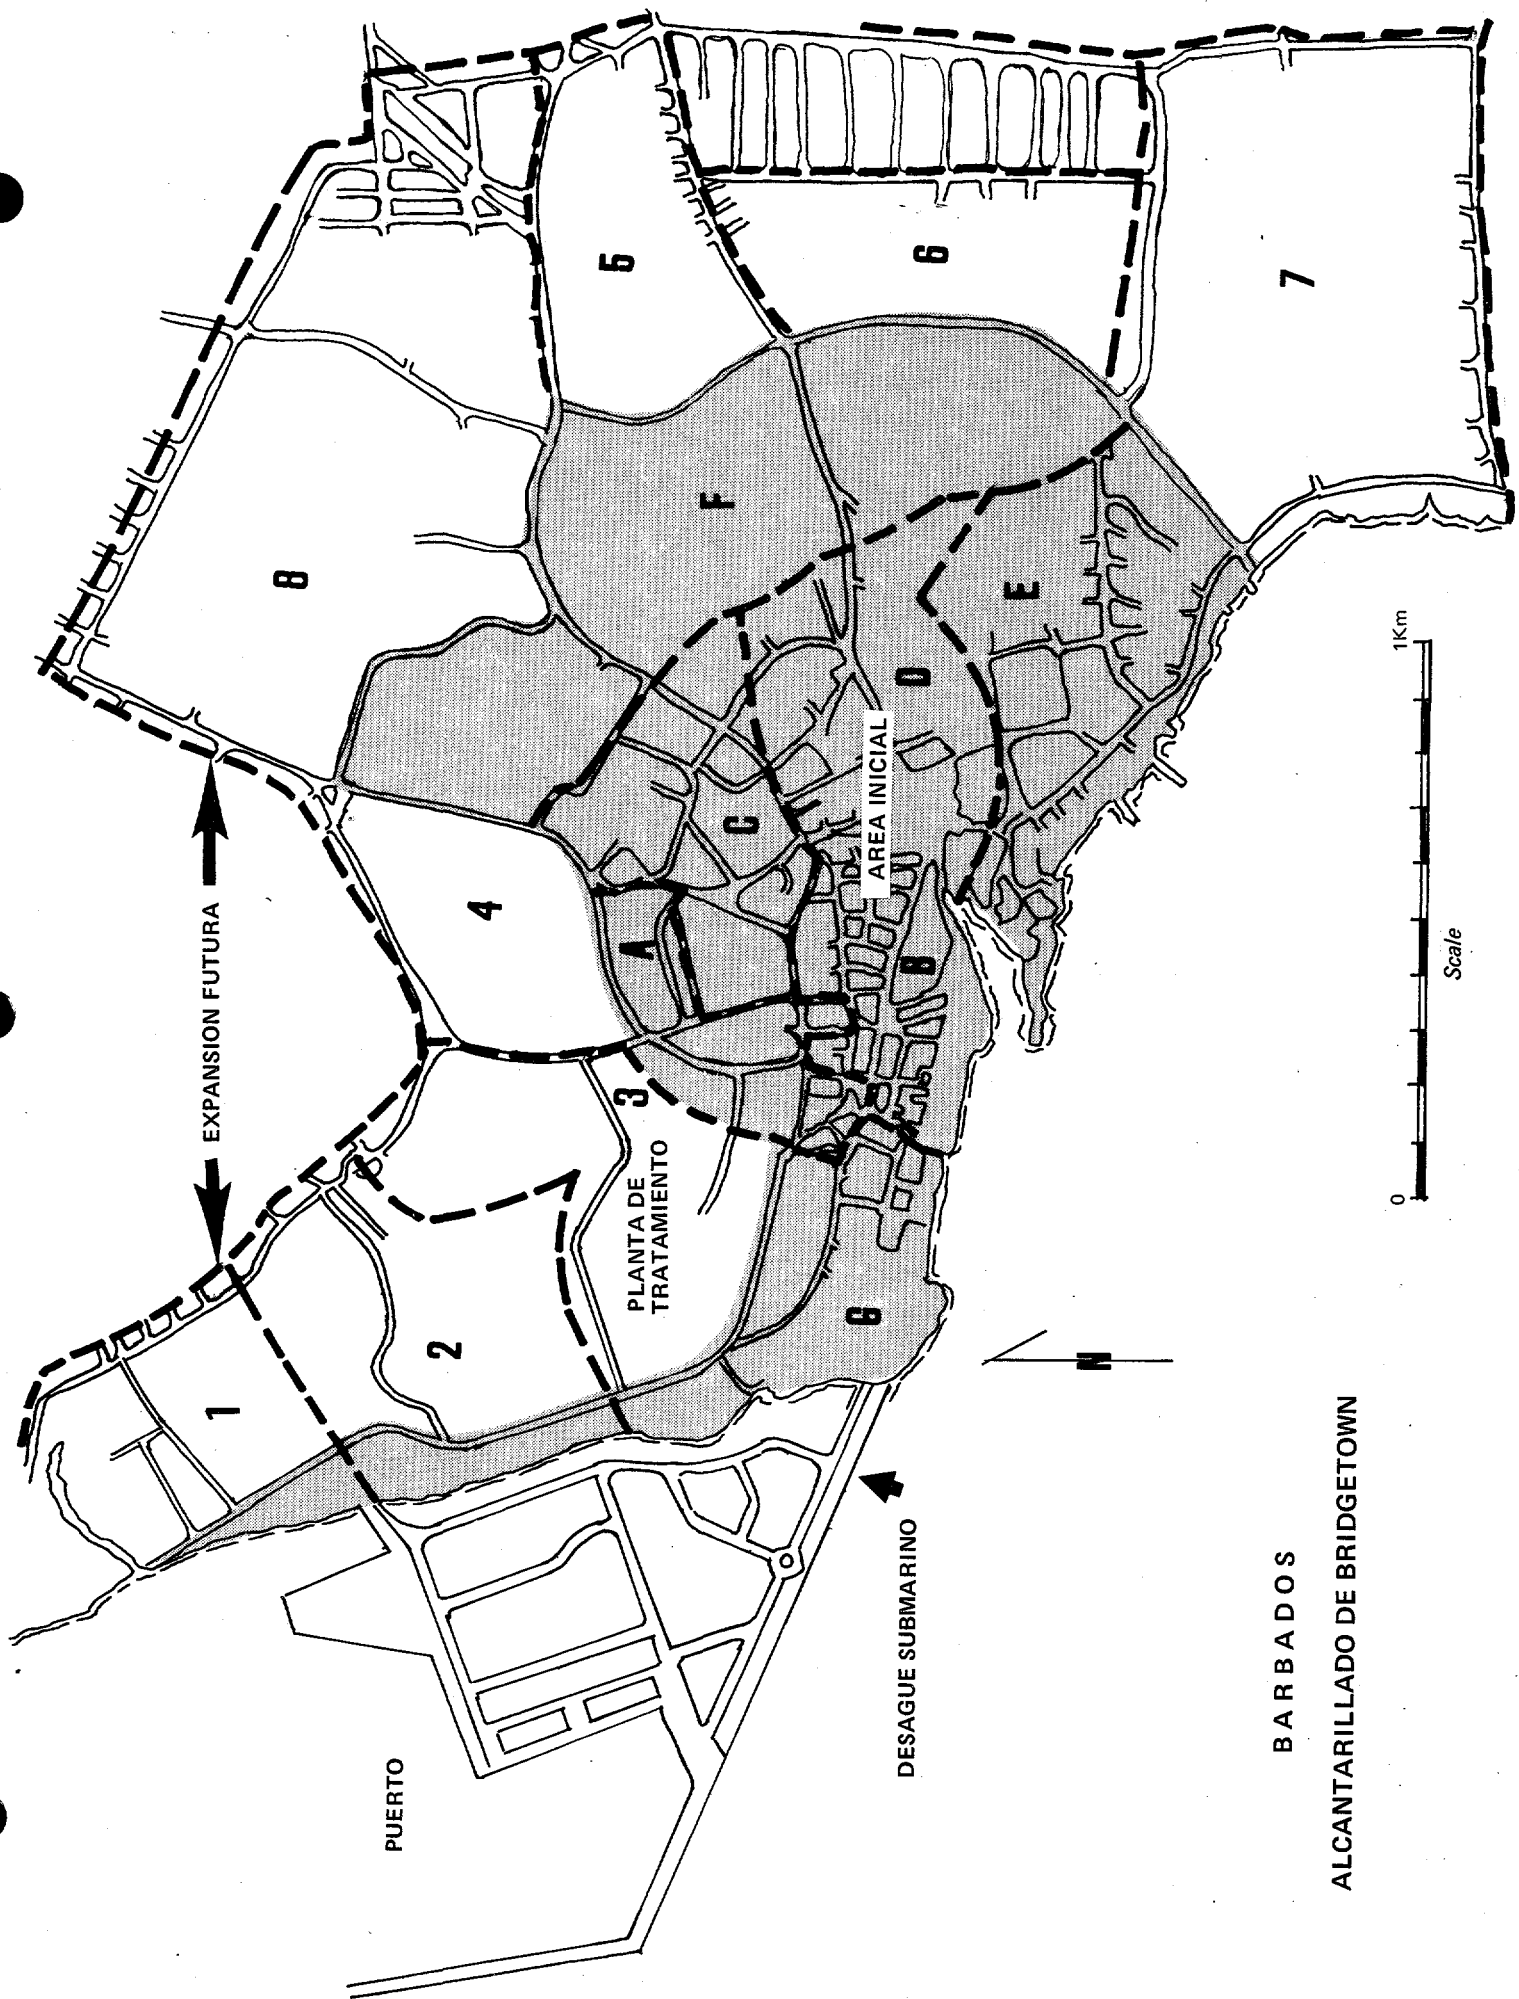 EXPANSION FUTURA
1
2
3
4
5
6
7
8
A
B
C
D
E
F
G
AREA INICIAL
PLANTA DE
TRATAMIENTO
PUERTO
DESAGUE SUBMARINO
N
0
1Km
Scale
BARBADOS
ALCANTARILLADO DE BRIDGETOWN